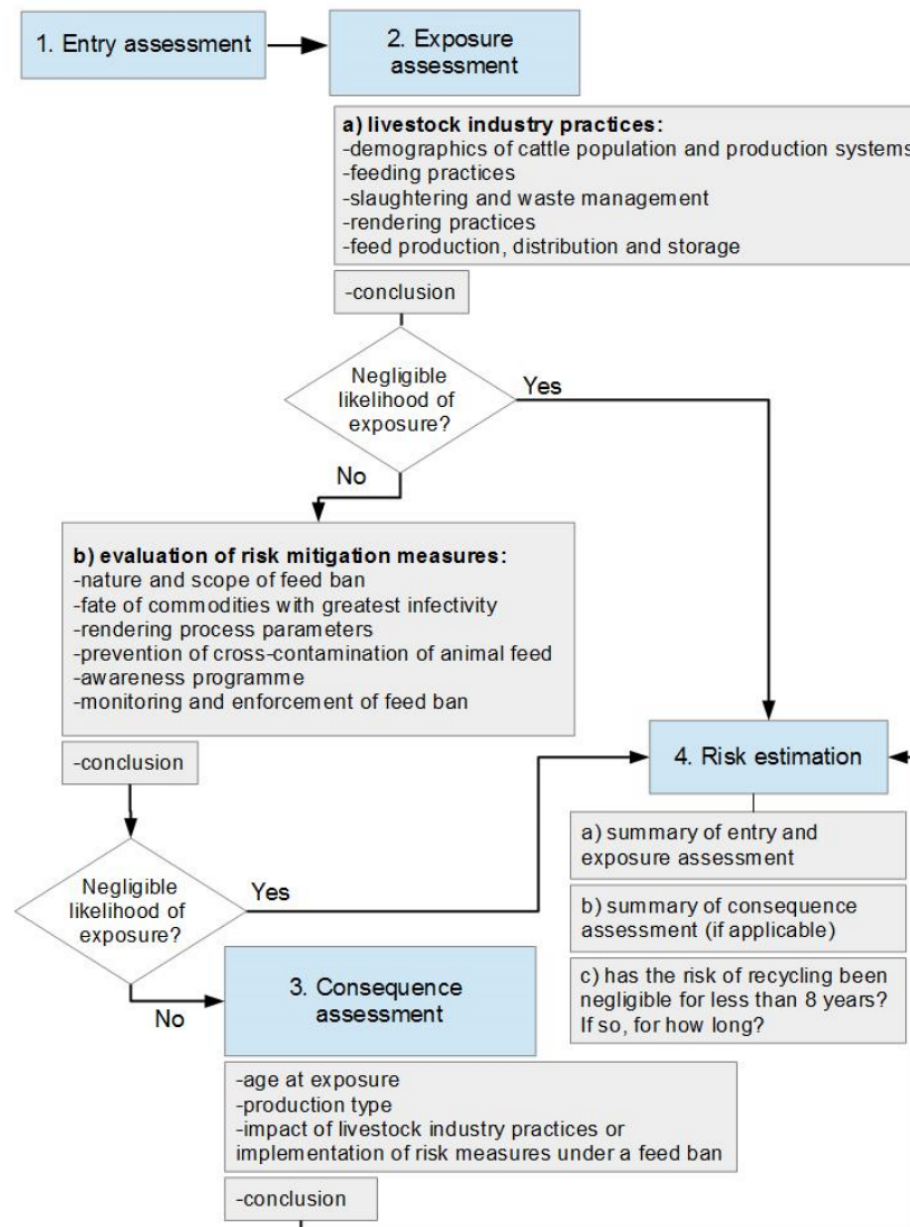 1. Entry assessment
2. Exposure
assessment
a) livestock industry practices:
-demographics of cattle population and production systems
-feeding practices
-slaughtering and waste management
-rendering practices
-feed production, distribution and storage
-conclusion
Negligible
likelihood of
exposure?
Yes
No
b) evaluation of risk mitigation measures:
-nature and scope of feed ban
-fate of commodities with greatest infectivity
-rendering process parameters
-prevention of cross-contamination of animal feed
-awareness programme
-monitoring and enforcement of feed ban
-conclusion
Negligible
likelihood of
exposure?
Yes
No
3. Consequence
assessment
-age at exposure
-production type
-impact of livestock industry practices or
implementation of risk measures under a feed ban
-conclusion
4. Risk estimation
a) summary of entry and
exposure assessment
b) summary of consequence
assessment (if applicable)
c) has the risk of recycling been
negligible for less than 8 years?
If so, for how long?